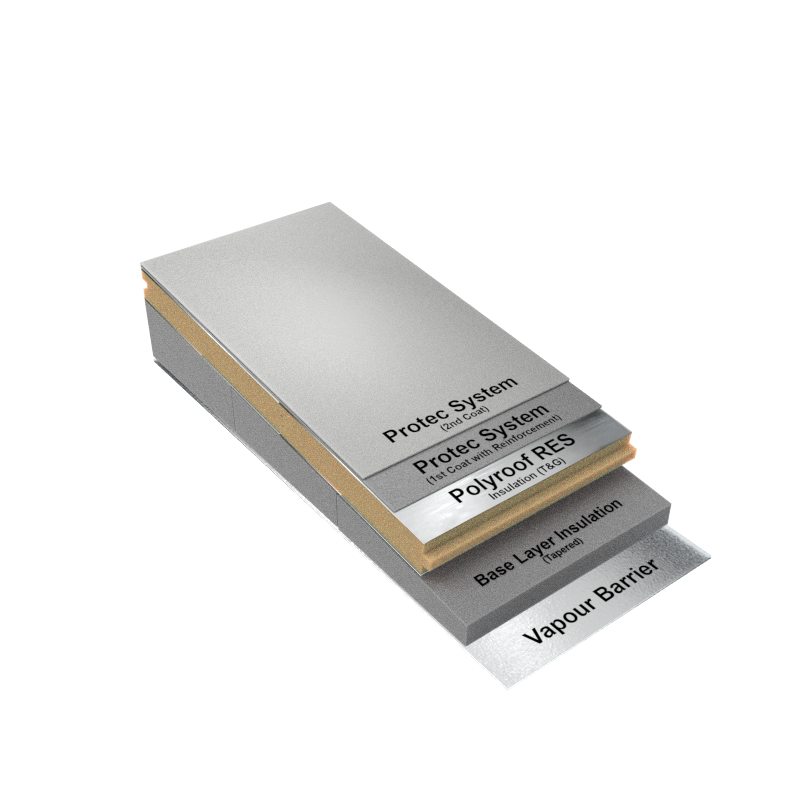 Protec System
(2nd Coat)
Protec System
(1st Coat with Reinforcement)
Polyroof RES
Insulation (T&G)
Base Layer Insulation
(Tapered)
Vapour Barrier